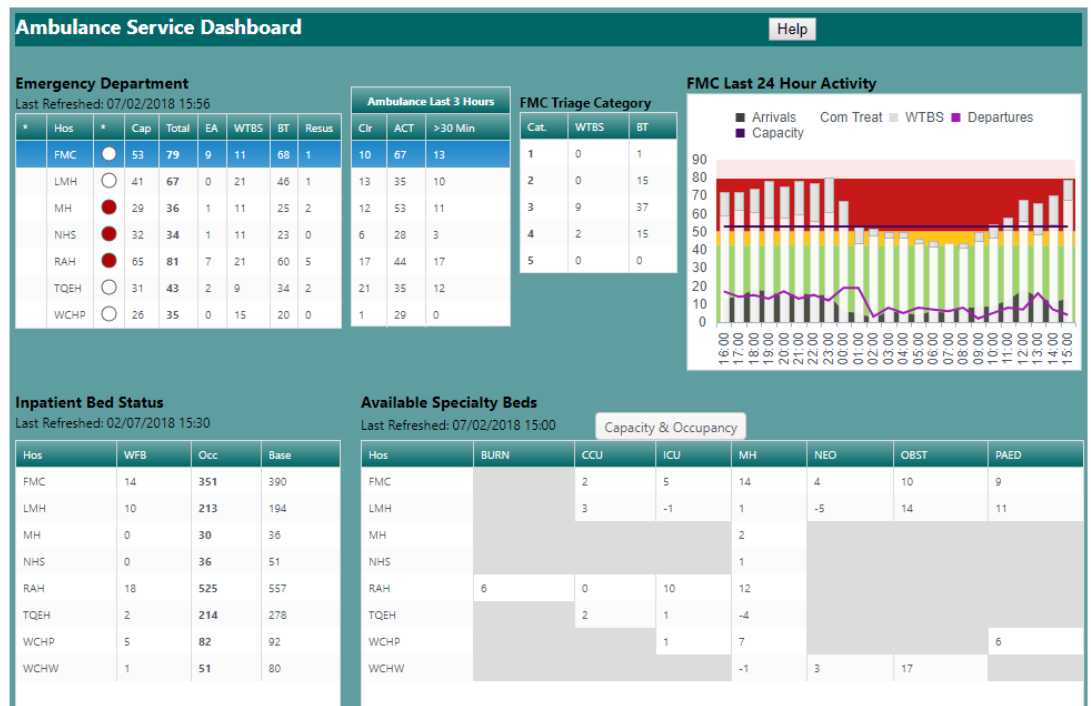 Ambulance Service Dashboard
Help
Emergency Department
Last Refreshed: 07/02/2018 15:56
* Hos * Cap Total EA WTBS BT Resus
FMC 53 79 9 11 68 1
LMH 41 67 0 21 46 1
MH 29 36 1 11 25 2
NHS 32 34 1 11 23 0
RAH 65 81 7 21 60 5
TQEH 31 43 2 9 34 2
WCHP 26 35 0 15 20 0
Ambulance Last 3 Hours
Clr ACT >30 Min
10 67 13
13 35 10
12 53 11
6 28 3
17 44 17
21 35 12
1 29 0
FMC Triage Category
Cat. WTBS BT
1 0 1
2 0 15
3 9 37
4 2 15
5 0 0
FMC Last 24 Hour Activity
Arrivals Com Treat WTBS Departures
Capacity
90
80
70
60
50
40
30
20
10
0
16:00 17:00 18:00 19:00 20:00 21:00 22:00 23:00 00:00 01:00 02:00 03:00 04:00 05:00 06:00 07:00 08:00 09:00 10:00 11:00 12:00 13:00 14:00 15:00
Inpatient Bed Status
Last Refreshed: 02/07/2018 15:30
Hos WFB Occ Base
FMC 14 351 390
LMH 10 213 194
MH 0 30 36
NHS 0 36 51
RAH 18 525 557
TQEH 2 214 278
WCHP 5 82 92
WCHW 1 51 80
Available Specialty Beds
Last Refreshed: 07/02/2018 15:00
Capacity & Occupancy
Hos BURN CCU ICU MH NEO OBST PAED
FMC 2 5 14 4 10 9
LMH 3 -1 1 -5 14 11
MH 2
NHS 1
RAH 6 0 10 12
TQEH 2 1 -4
WCHP 1 7 6
WCHW -1 3 17